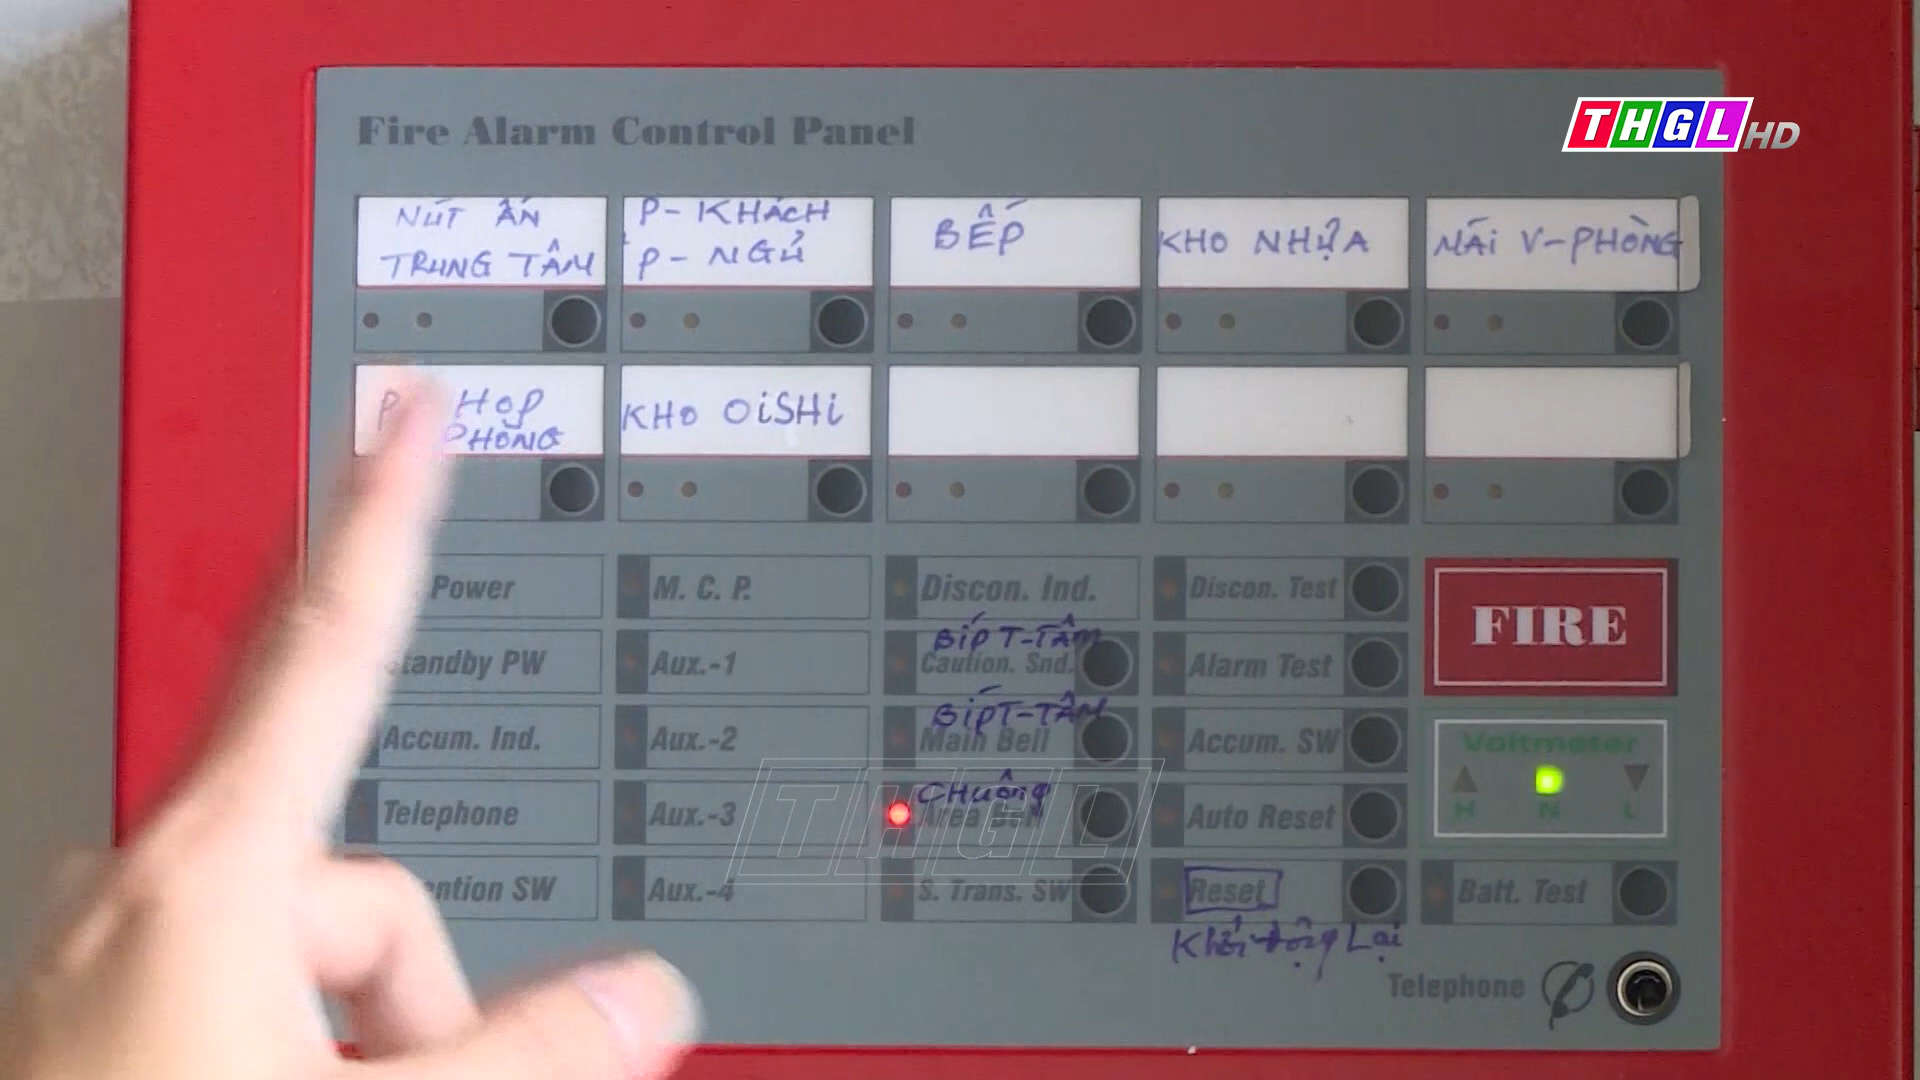 THGL HD
Fire Alarm Control Panel
NÚT ẤN
TRUNG TÂM
P- KHÁCH
P- NGỦ
BẾP
KHO NHỰA
MÁI V-PHÒNG
P HỌP
PHÒNG
KHO OiSHi
Power
M. C. P.
Discon. Ind.
Discon. Test
FIRE
BÍP T-TÂM
Standby PW
Aux.-1
Caution. Snd.
Alarm Test
BÍP T-TÂM
Accum. Ind.
Aux.-2
Main Bell
Accum. SW
Voltmeter
H N L
CHuông
Telephone
Aux.-3
Area Bell
Auto Reset
THGL
ention SW
Aux.-4
S. Trans. SW
Reset
Batt. Test
Khởi động Lại
Telephone